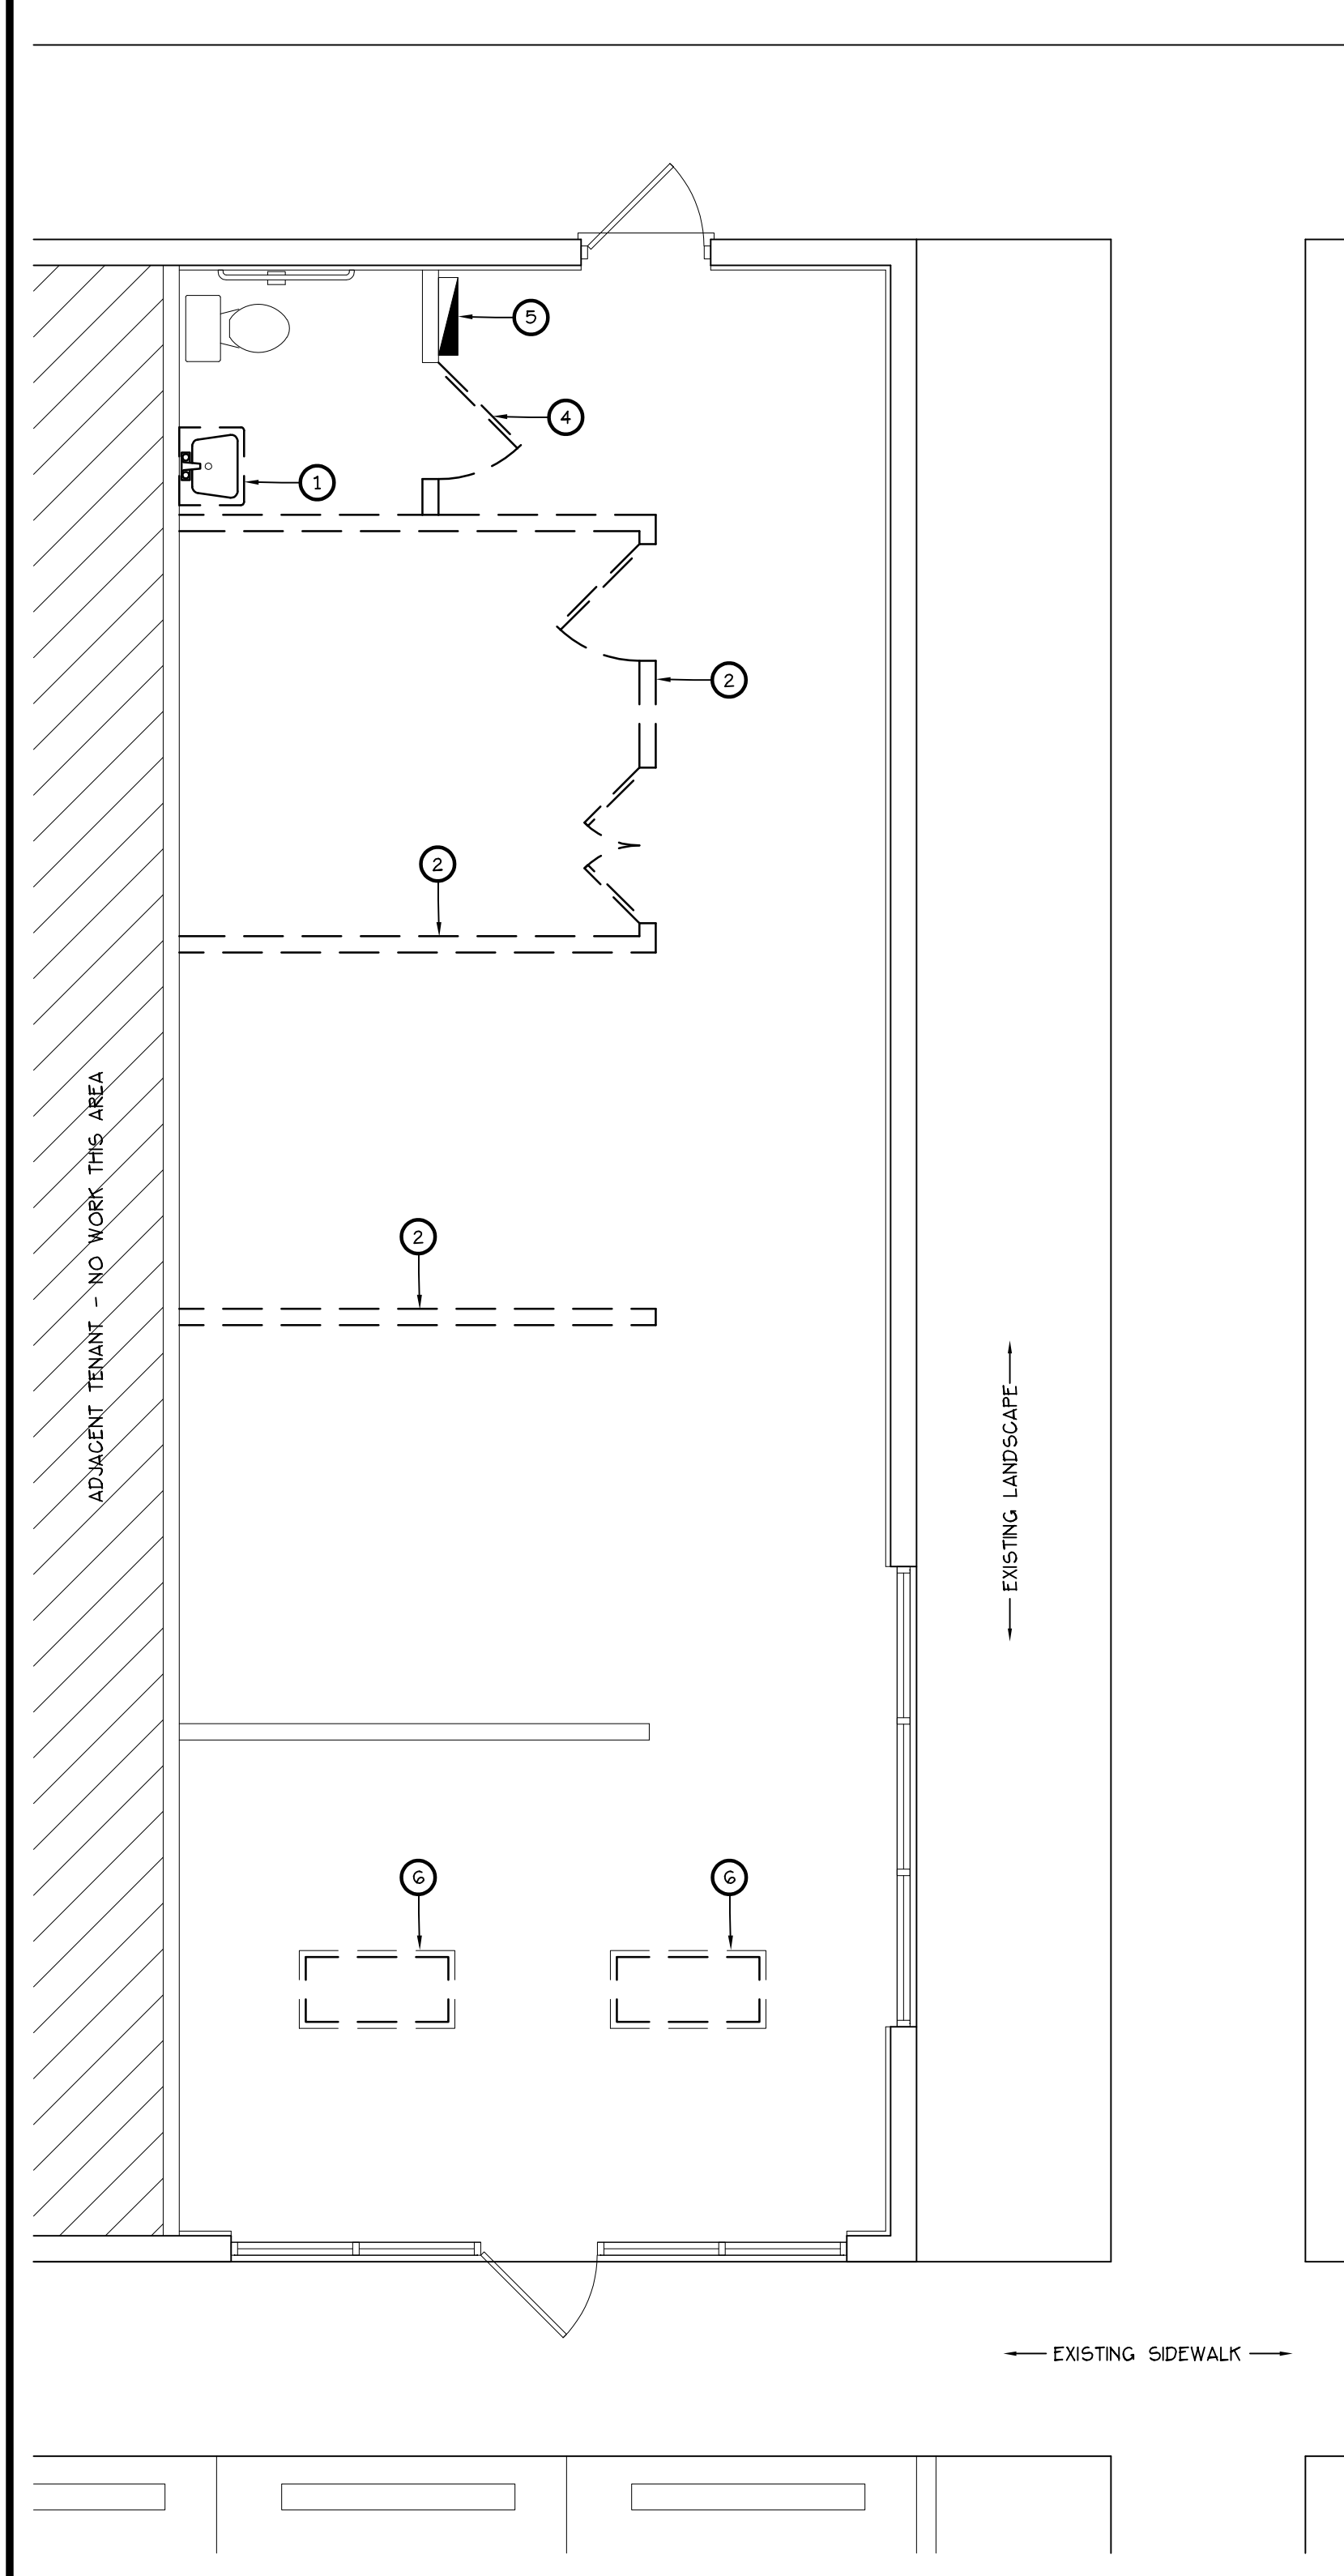 5
4
1
2
2
ADJACENT TENANT - NO WORK THIS AREA
2
EXISTING LANDSCAPE
6
6
EXISTING SIDEWALK